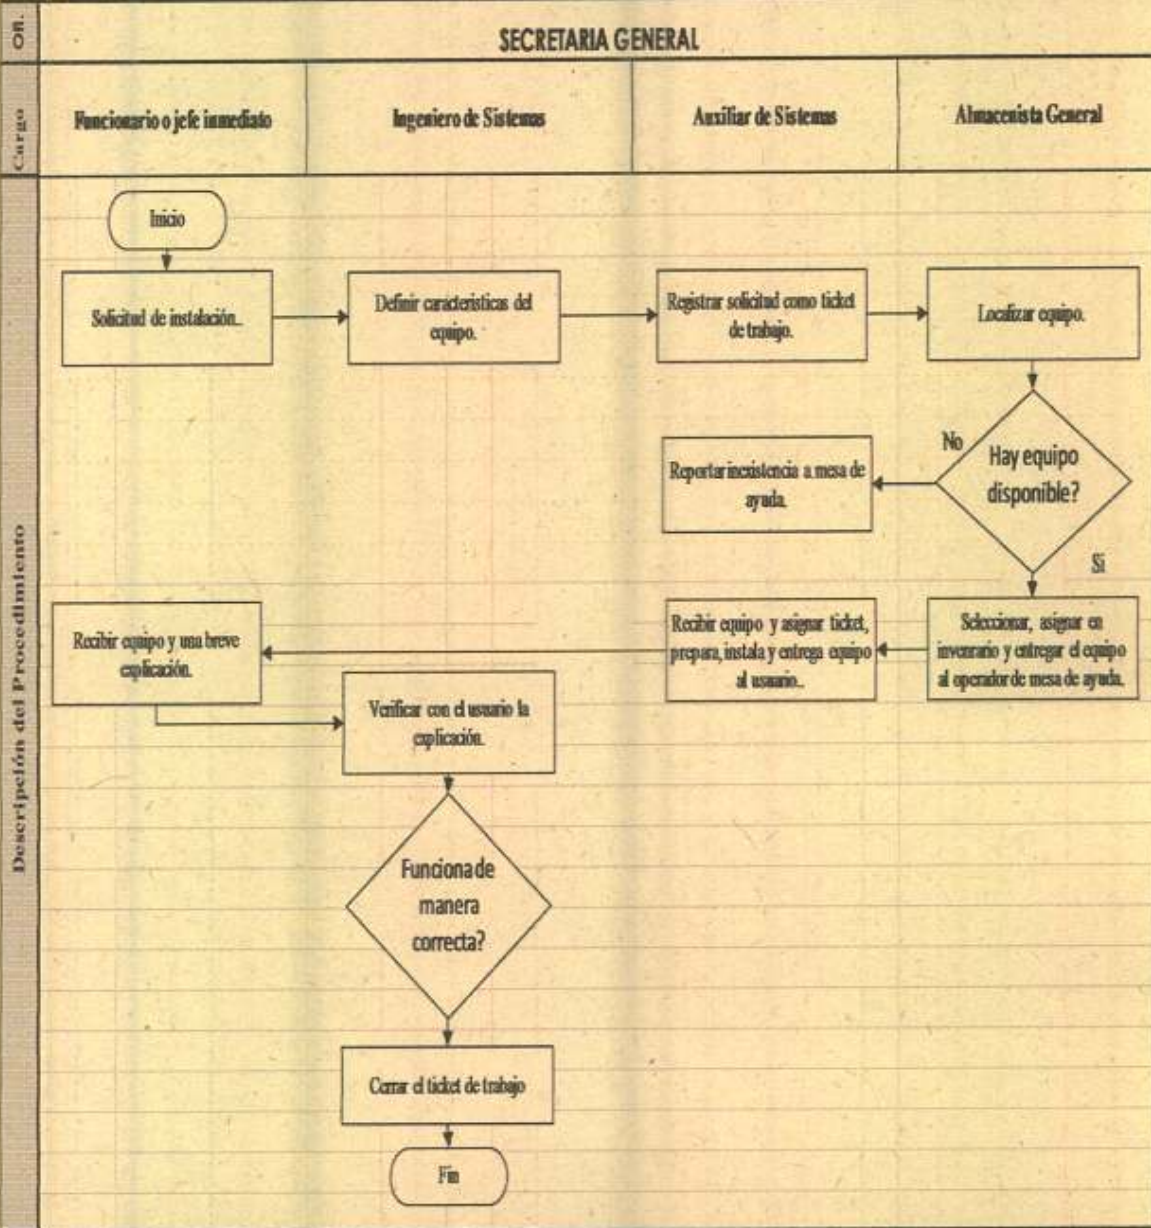 Ofi.
SECRETARIA GENERAL
Cargo
Funcionario o jefe inmediato
Ingeniero de Sistemas
Auxiliar de Sistemas
Almacenista General
Descripción del Procedimiento
Inicio
Solicitud de instalación..
Definir características del
equipo.
Registrar solicitud como ticket
de trabajo.
Localizar equipo.
Hay equipo
disponible?
No
Reportar inexistencia a mesa de
ayuda.
Si
Seleccionar, asignar en
inventario y entregar el equipo
al operador de mesa de ayuda.
Recibir equipo y asignar ticket,
prepara, instala y entrega equipo
al usuario..
Recibir equipo y una breve
explicación.
Verificar con el usuario la
explicación.
Funciona de
manera
correcta?
Cerrar el ticket de trabajo
Fin